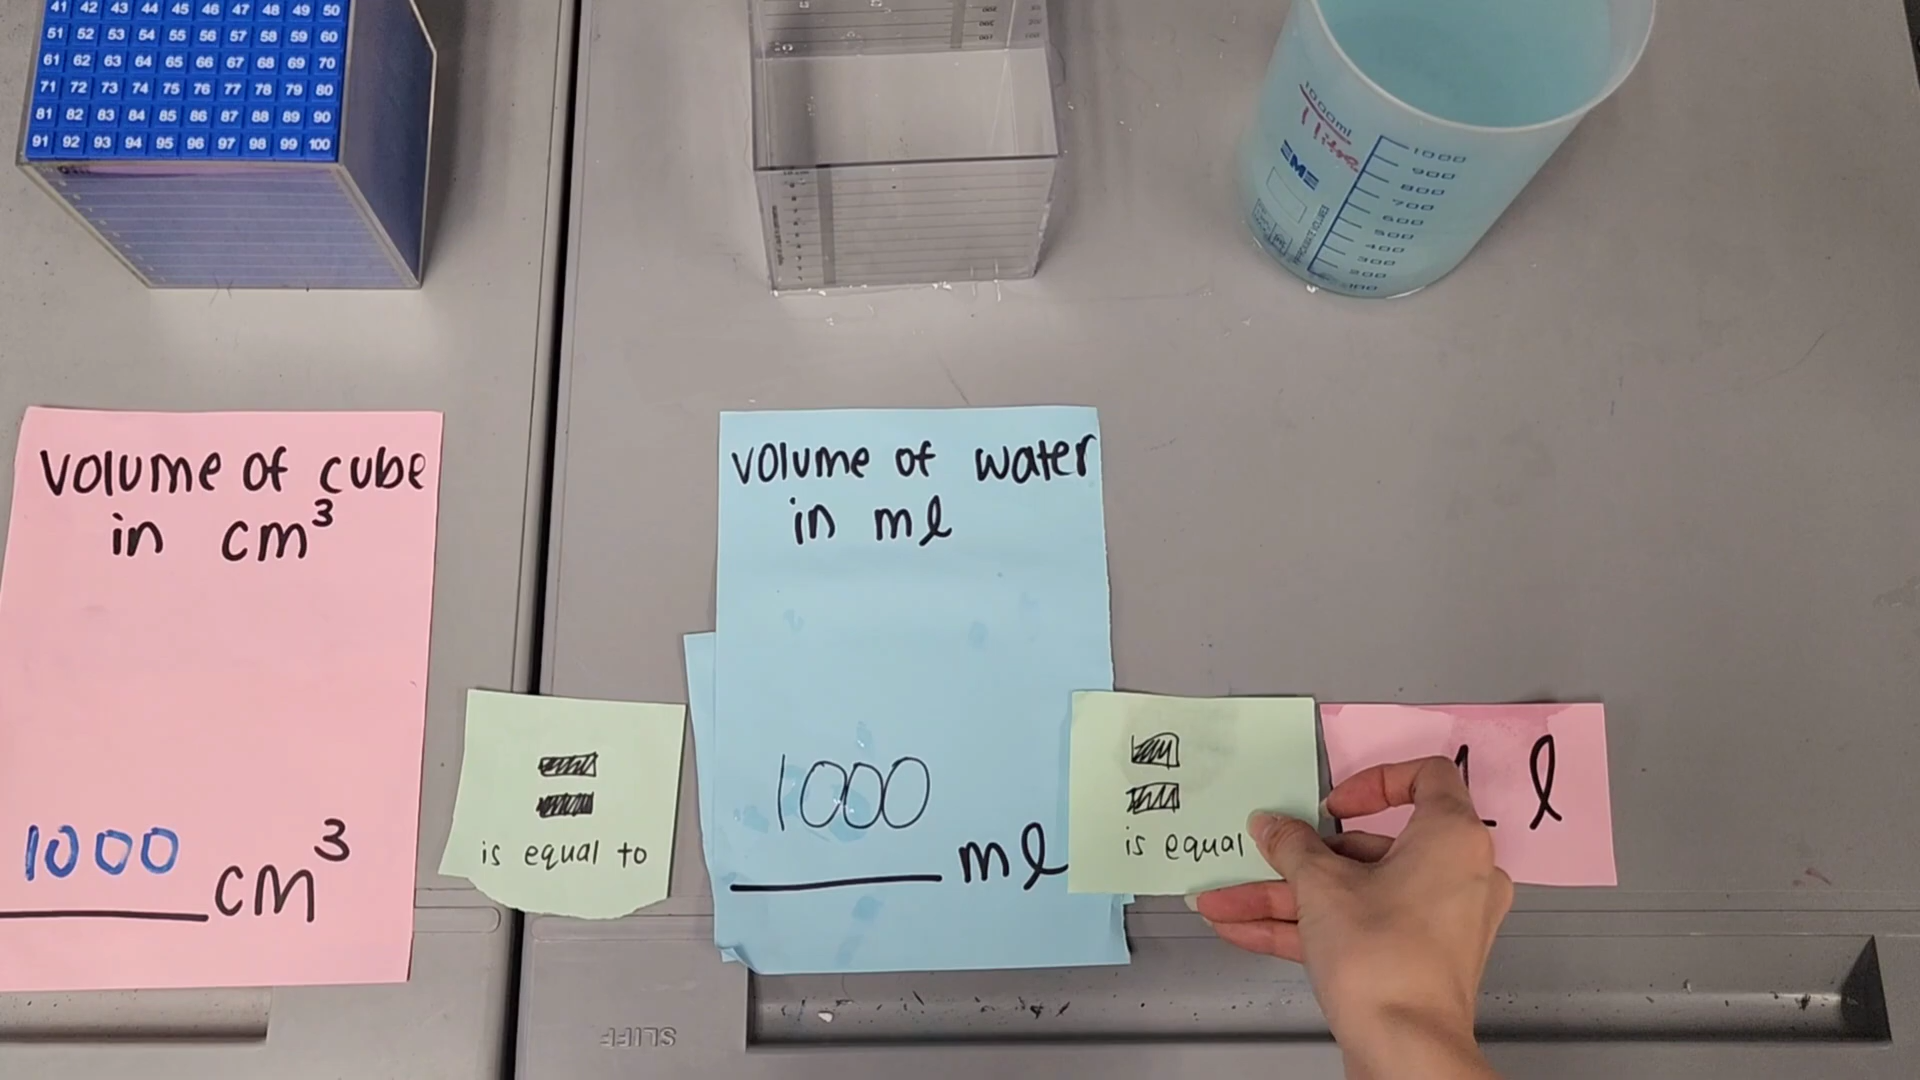 41 42 43 44 45 46 47 48 49 50
51 52 53 54 55 56 57 58 59 60
61 62 63 64 65 66 67 68 69 70
71 72 73 74 75 76 77 78 79 80
81 82 83 84 85 86 87 88 89 90
91 92 93 94 95 96 97 98 99 100
1000ml
1 litre
1000
900
800
700
600
500
400
300
200
100
volume of cube
in cm³
1000 cm³
=
is equal to
volume of water
in ml
1000 ml
=
is equal
1 l